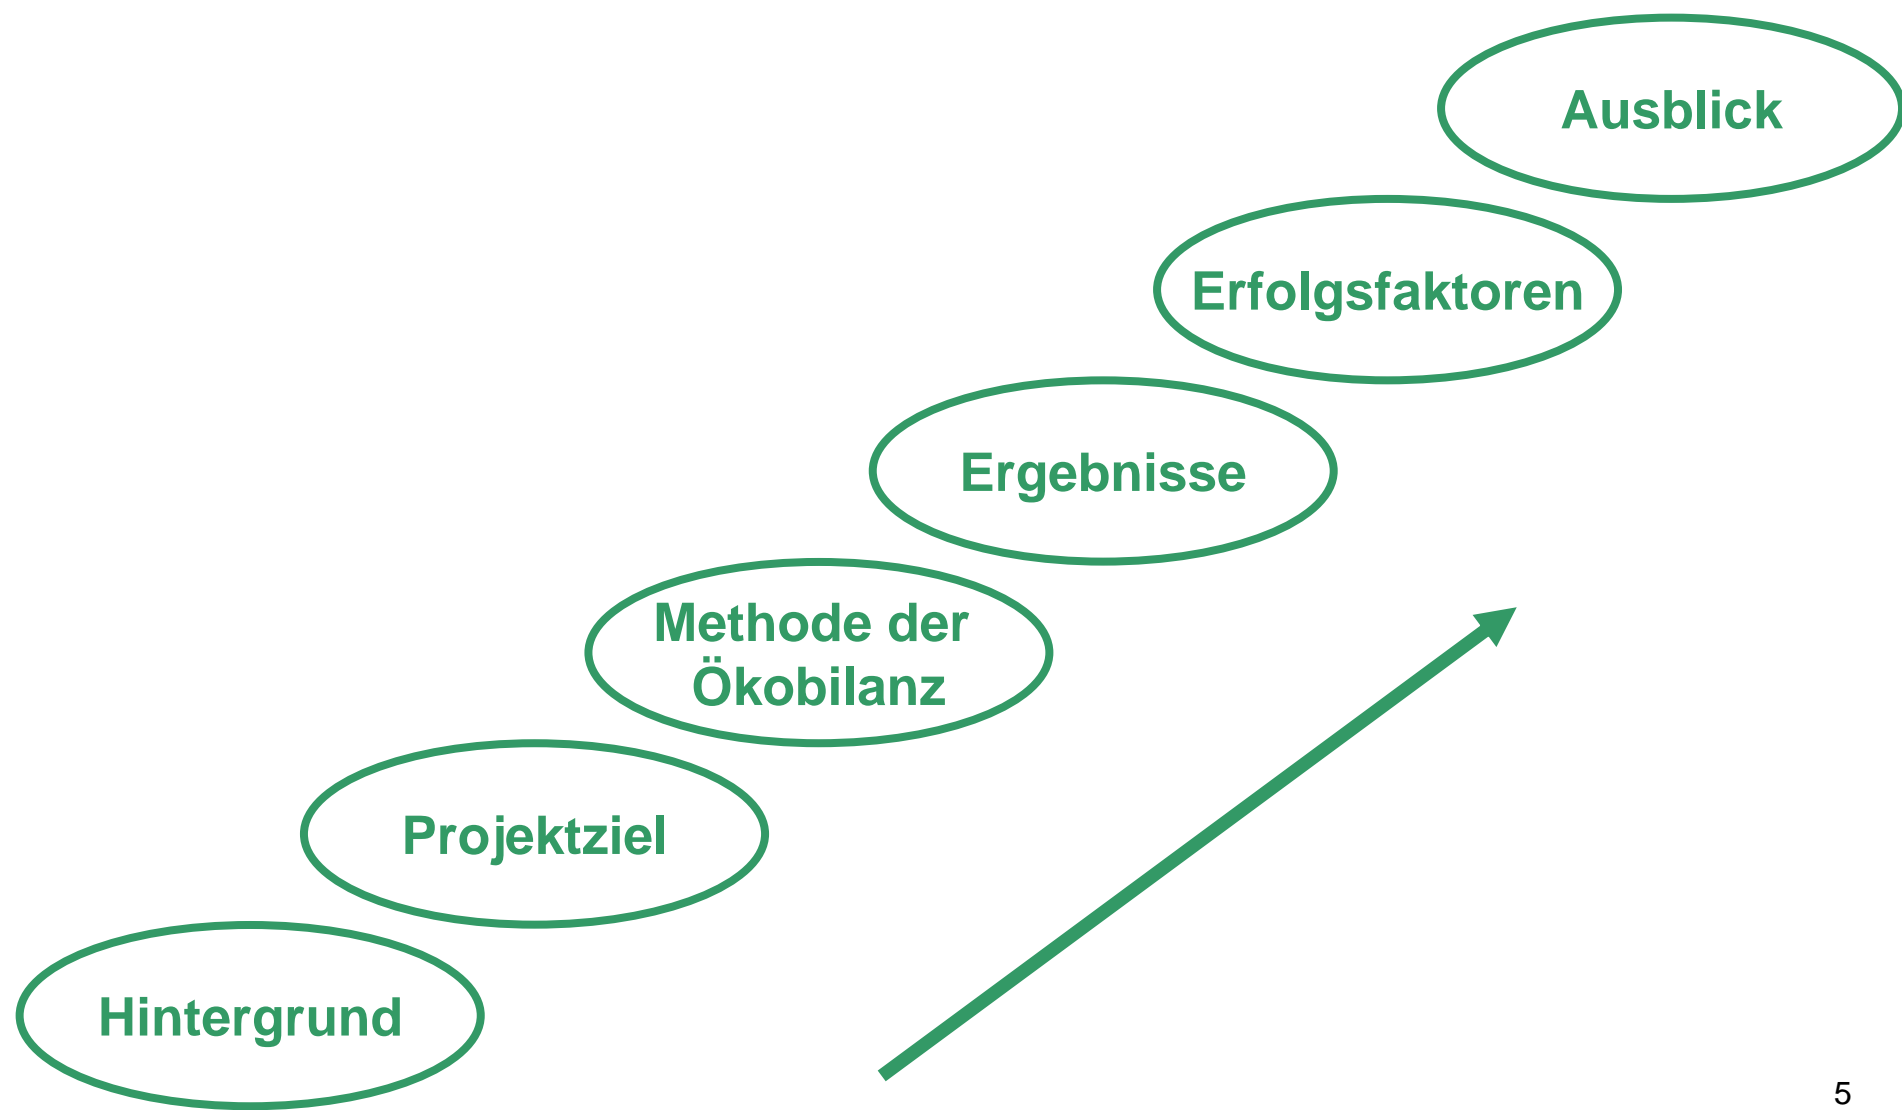 Ausblick
Erfolgsfaktoren
Ergebnisse
Methode der
Ökobilanz
Projektziel
Hintergrund
5